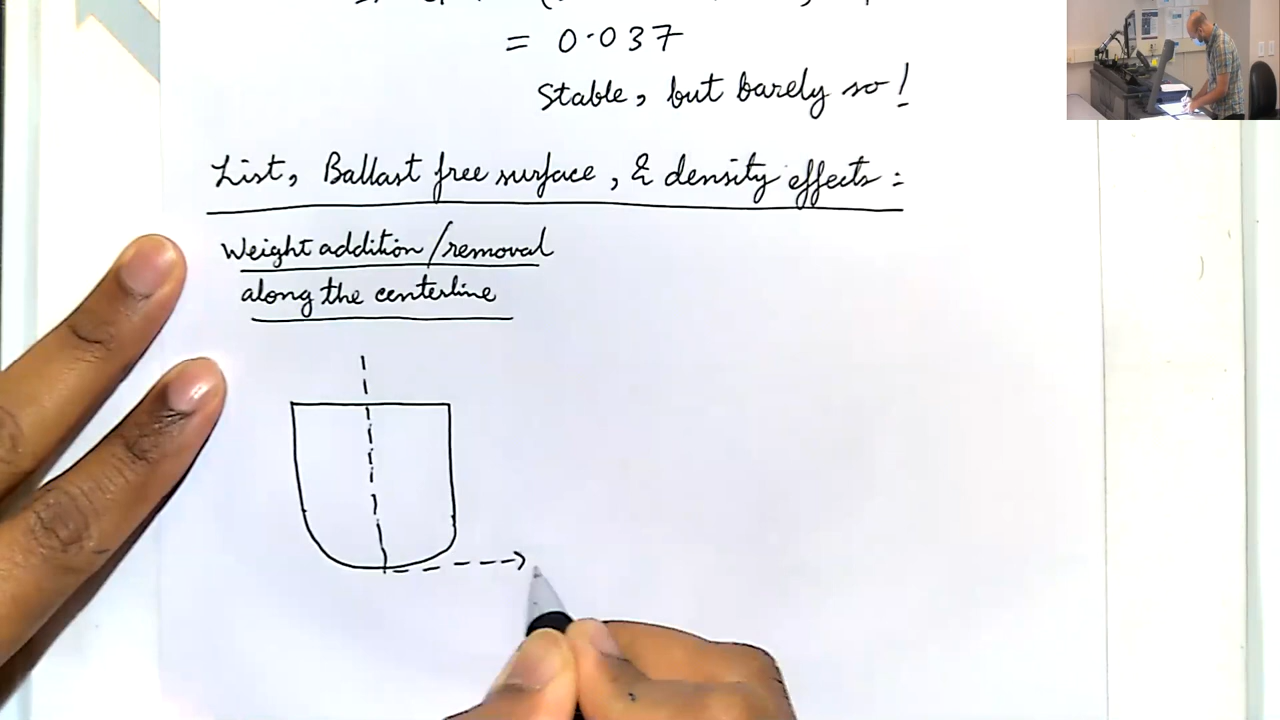 = 0.037
Stable, but barely so!
List, Ballast free surface, & density effects:
Weight addition/removal
along the centerline